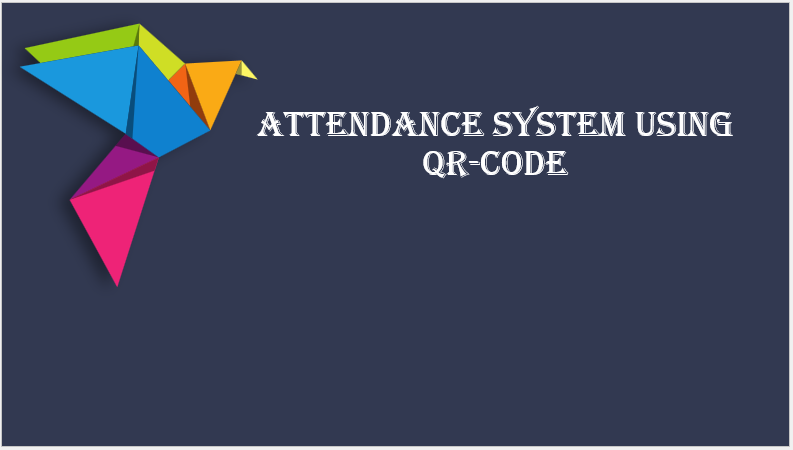 ATTENDANCE SYSTEM USING
QR-CODE